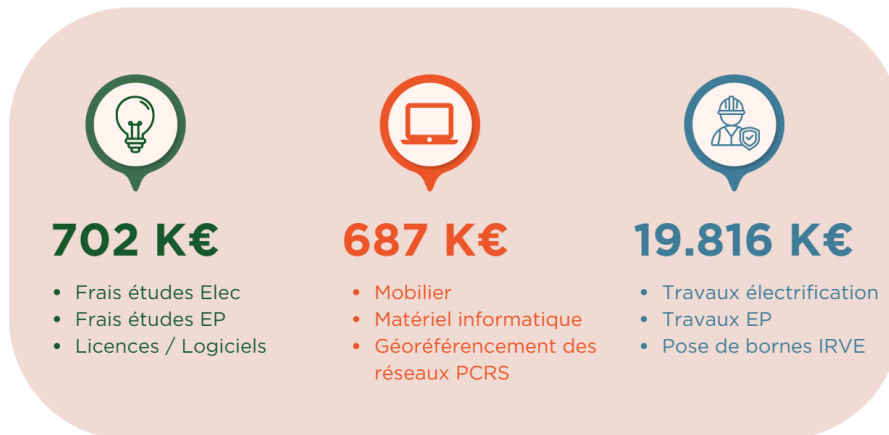 702 K€
• Frais études Elec
• Frais études EP
• Licences / Logiciels
687 K€
• Mobilier
• Matériel informatique
• Géoréférencement des
réseaux PCRS
19.816 K€
• Travaux électrification
• Travaux EP
• Pose de bornes IRVE